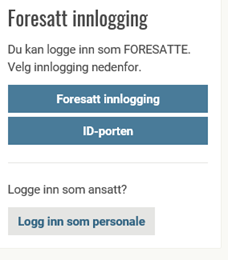 Foresatt innlogging
Du kan logge inn som FORESATTE.
Velg innlogging nedenfor.
Foresatt innlogging
ID-porten
Logge inn som ansatt?
Logg inn som personale